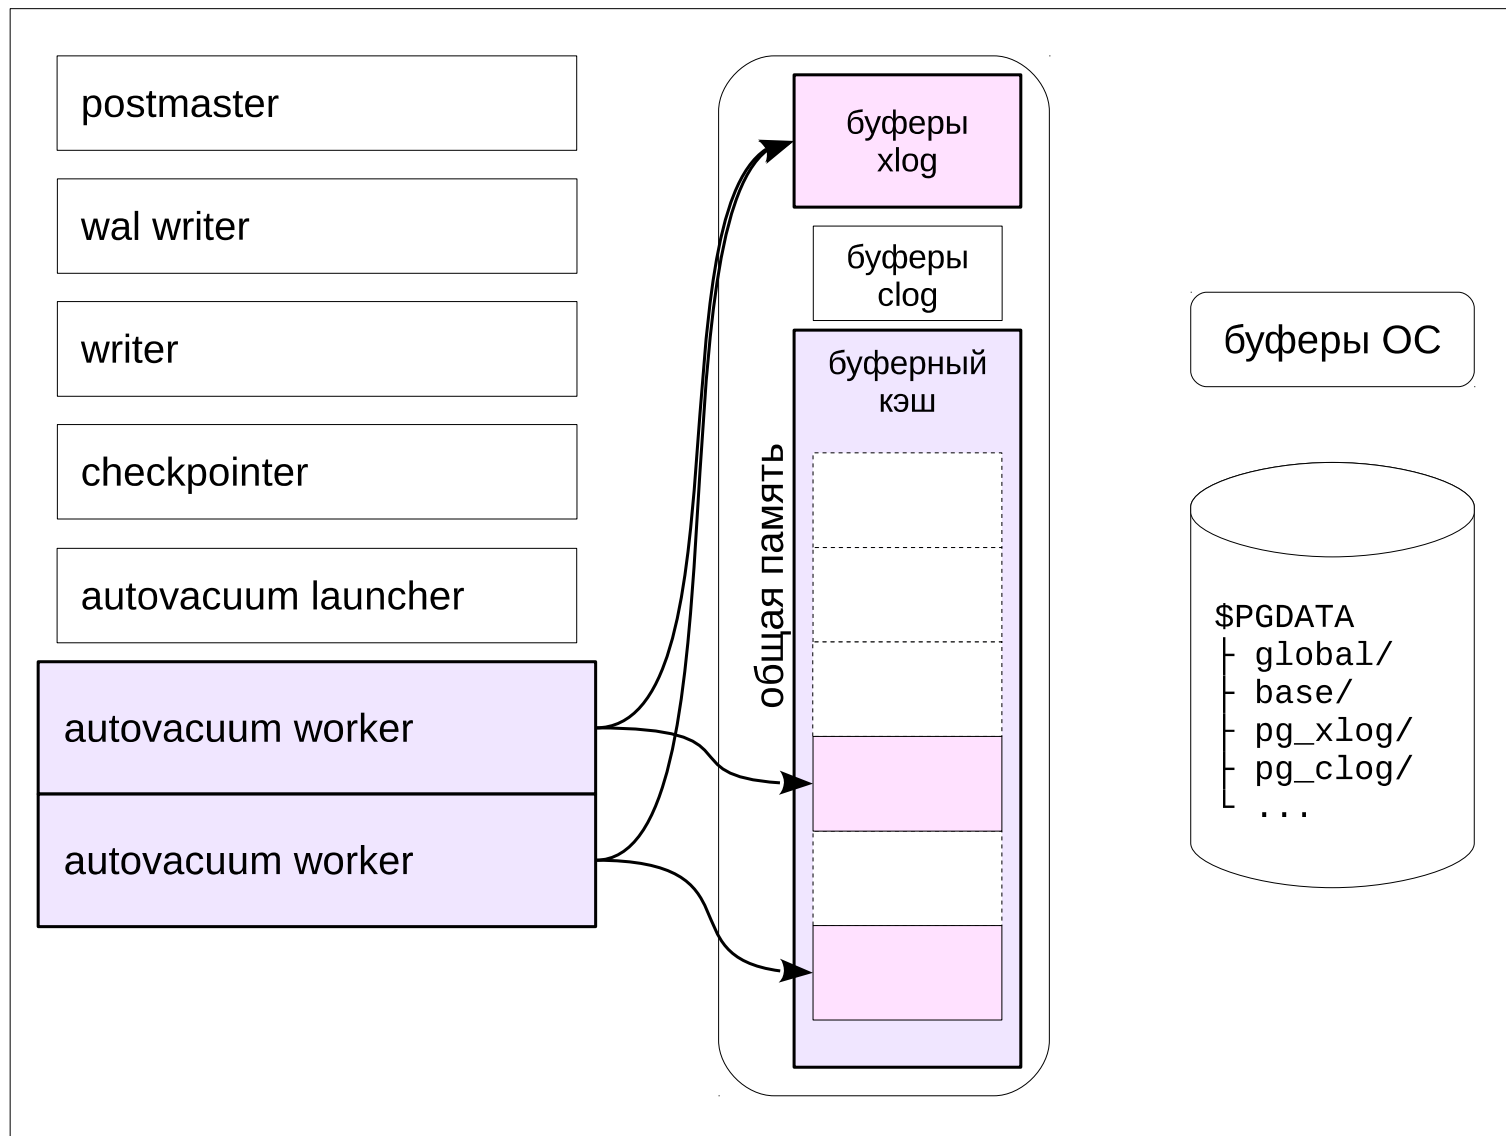 postmaster
wal writer
writer
checkpointer
autovacuum launcher
autovacuum worker
autovacuum worker
общая память
буферы
xlog
буферы
clog
буферный
кэш
буферы ОС
$PGDATA
├ global/
├ base/
├ pg_xlog/
├ pg_clog/
└ ...